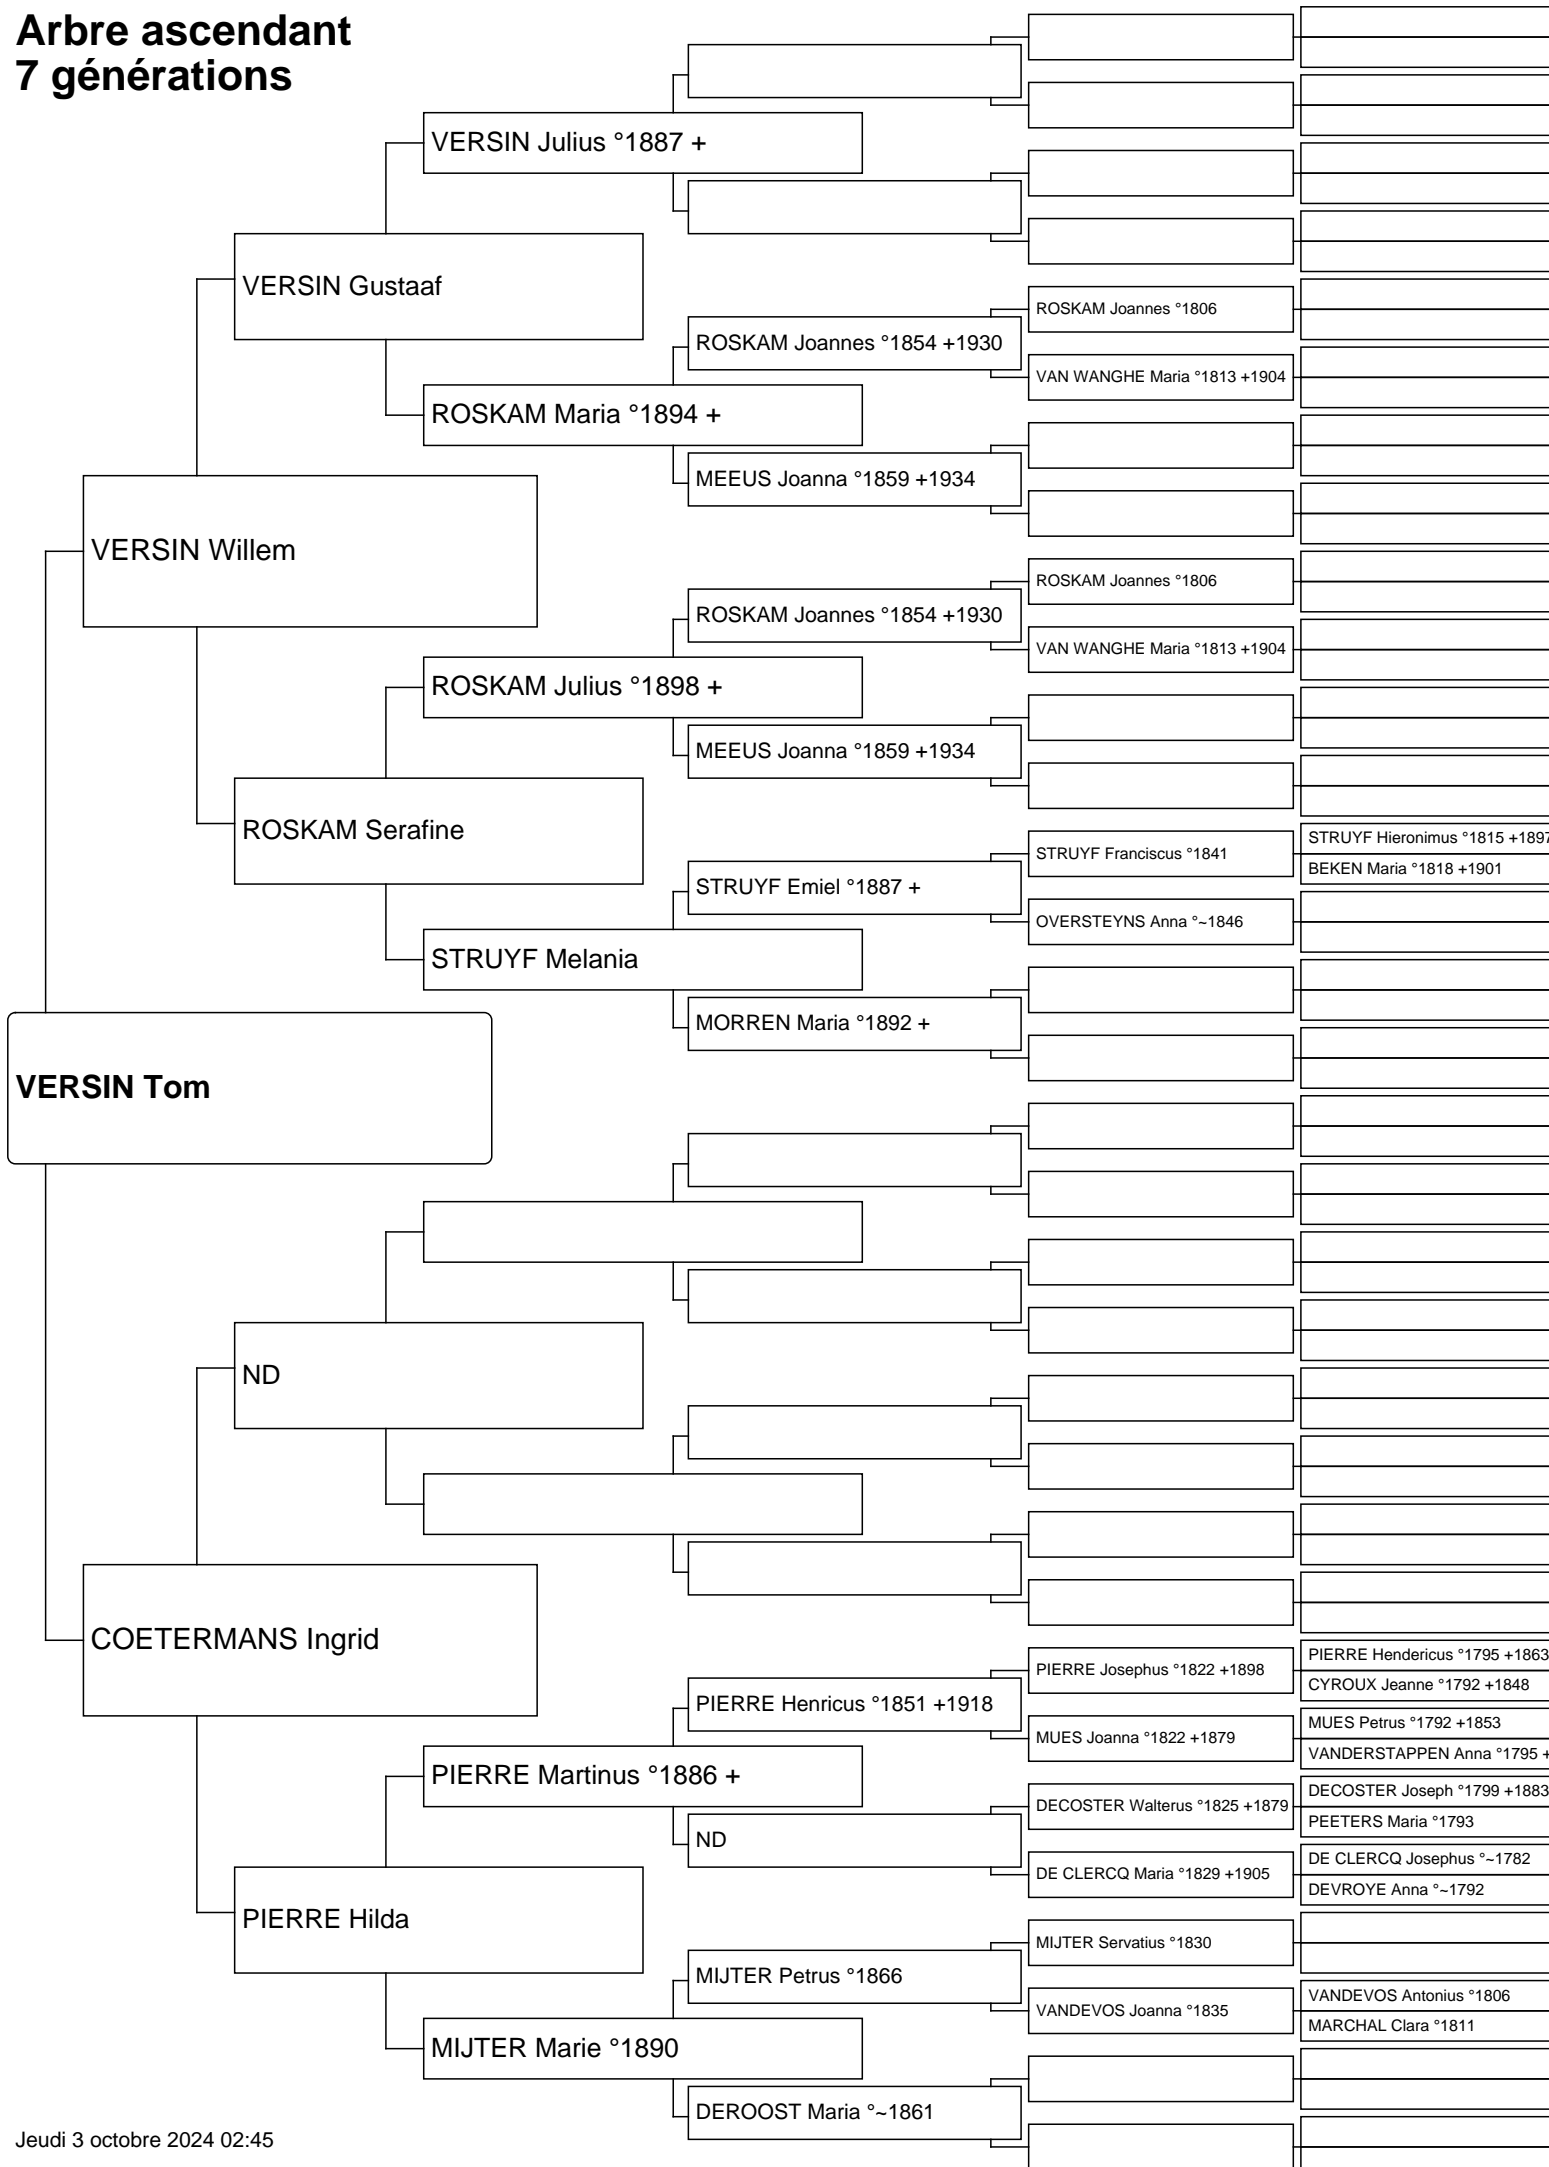 Arbre ascendant
7 générations
VERSIN Julius °1887 +
VERSIN Gustaaf
ROSKAM Joannes °1806
ROSKAM Joannes °1854 +1930
VAN WANGHE Maria °1813 +1904
ROSKAM Maria °1894 +
MEEUS Joanna °1859 +1934
VERSIN Willem
ROSKAM Joannes °1806
ROSKAM Joannes °1854 +1930
VAN WANGHE Maria °1813 +1904
ROSKAM Julius °1898 +
MEEUS Joanna °1859 +1934
ROSKAM Serafine
STRUYF Hieronimus °1815 +1897
STRUYF Franciscus °1841
BEKEN Maria °1818 +1901
STRUYF Emiel °1887 +
OVERSTEYNS Anna °~1846
STRUYF Melania
MORREN Maria °1892 +
VERSIN Tom
ND
COETERMANS Ingrid
PIERRE Hendericus °1795 +1863
PIERRE Josephus °1822 +1898
CYROUX Jeanne °1792 +1848
PIERRE Henricus °1851 +1918
MUES Petrus °1792 +1853
MUES Joanna °1822 +1879
VANDERSTAPPEN Anna °1795 +
PIERRE Martinus °1886 +
DECOSTER Joseph °1799 +1883
DECOSTER Walterus °1825 +1879
PEETERS Maria °1793
ND
DE CLERCQ Josephus °~1782
DE CLERCQ Maria °1829 +1905
DEVROYE Anna °~1792
PIERRE Hilda
MIJTER Servatius °1830
MIJTER Petrus °1866
VANDEVOS Antonius °1806
VANDEVOS Joanna °1835
MARCHAL Clara °1811
MIJTER Marie °1890
DEROOST Maria °~1861
Jeudi 3 octobre 2024 02:45